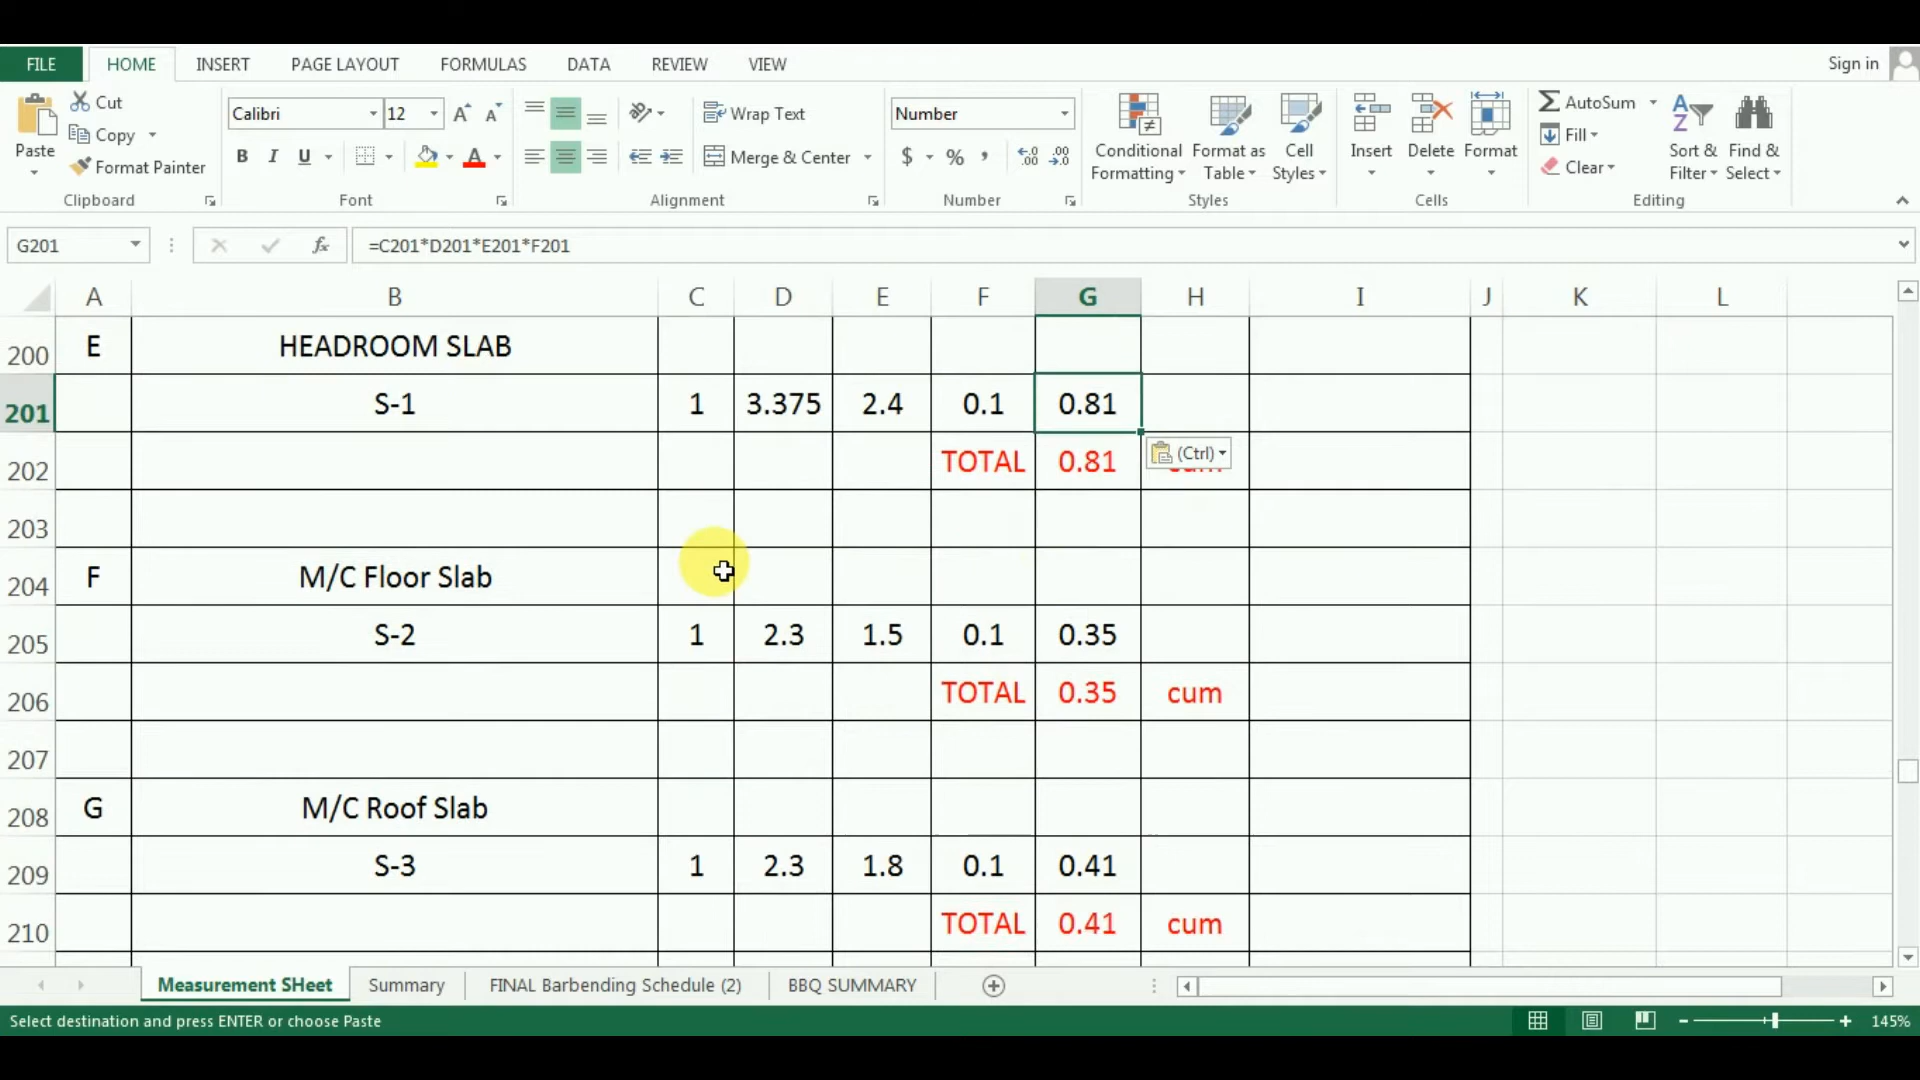 FILE HOME INSERT PAGE LAYOUT FORMULAS DATA REVIEW VIEW Sign in
Cut
Copy
Format Painter
Paste
Clipboard
Calibri 12
B I U A
Font
Wrap Text
Merge & Center
Alignment
Number
$ % , .00 .0
Number
Conditional Formatting
Format as Table
Cell Styles
Styles
Insert Delete Format
Cells
AutoSum
Fill
Clear
Sort & Filter
Find & Select
Editing
G201 fx =C201*D201*E201*F201
A B C D E F G H I J K L
200 E HEADROOM SLAB
201 S-1 1 3.375 2.4 0.1 0.81
202 TOTAL 0.81
(Ctrl)
203
204 F M/C Floor Slab
205 S-2 1 2.3 1.5 0.1 0.35
206 TOTAL 0.35 cum
207
208 G M/C Roof Slab
209 S-3 1 2.3 1.8 0.1 0.41
210 TOTAL 0.41 cum
Measurement SHeet Summary FINAL Barbending Schedule (2) BBQ SUMMARY
Select destination and press ENTER or choose Paste 145%